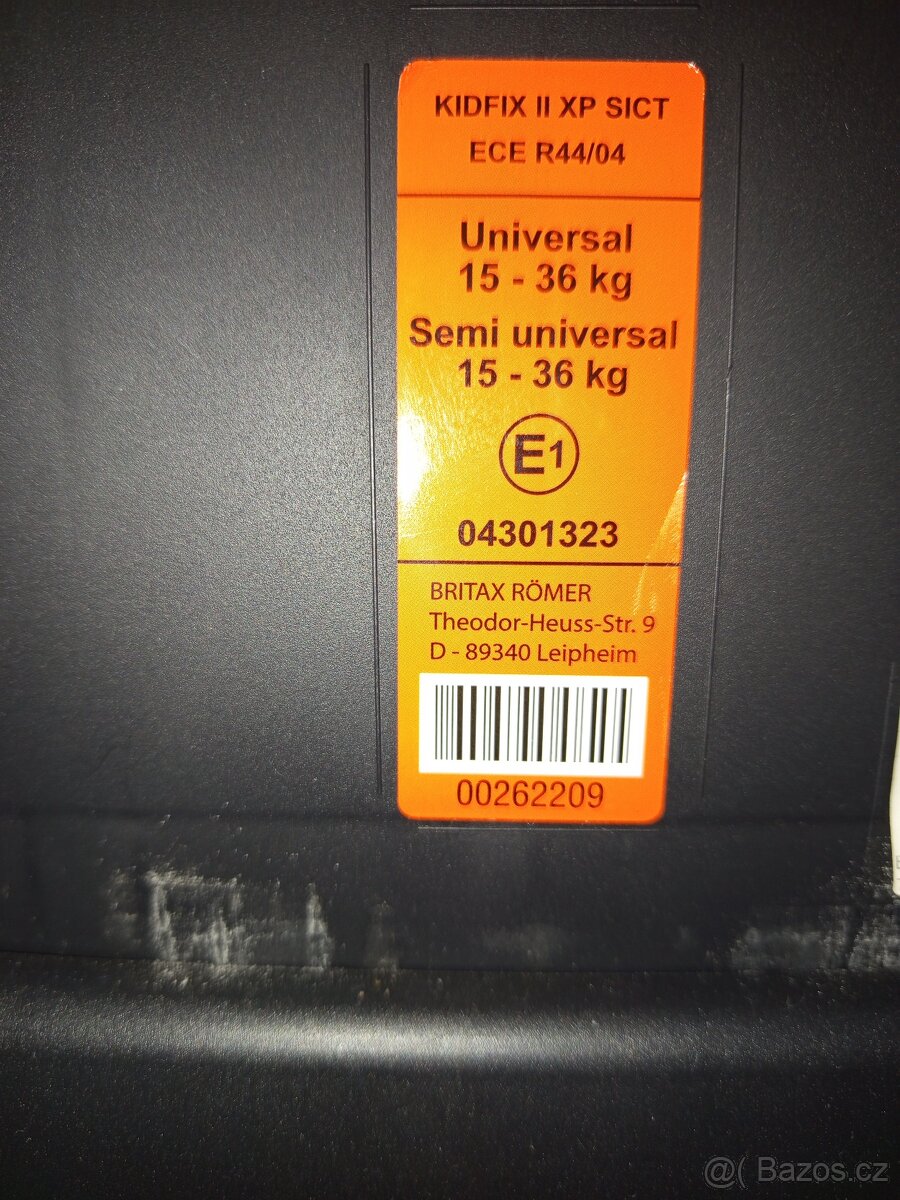 KIDFIX II XP SICT
ECE R44/04
Universal
15 - 36 kg
Semi universal
15 - 36 kg
E1
04301323
BRITAX RÖMER
Theodor-Heuss-Str. 9
D - 89340 Leipheim
00262209
@( Bazos.cz